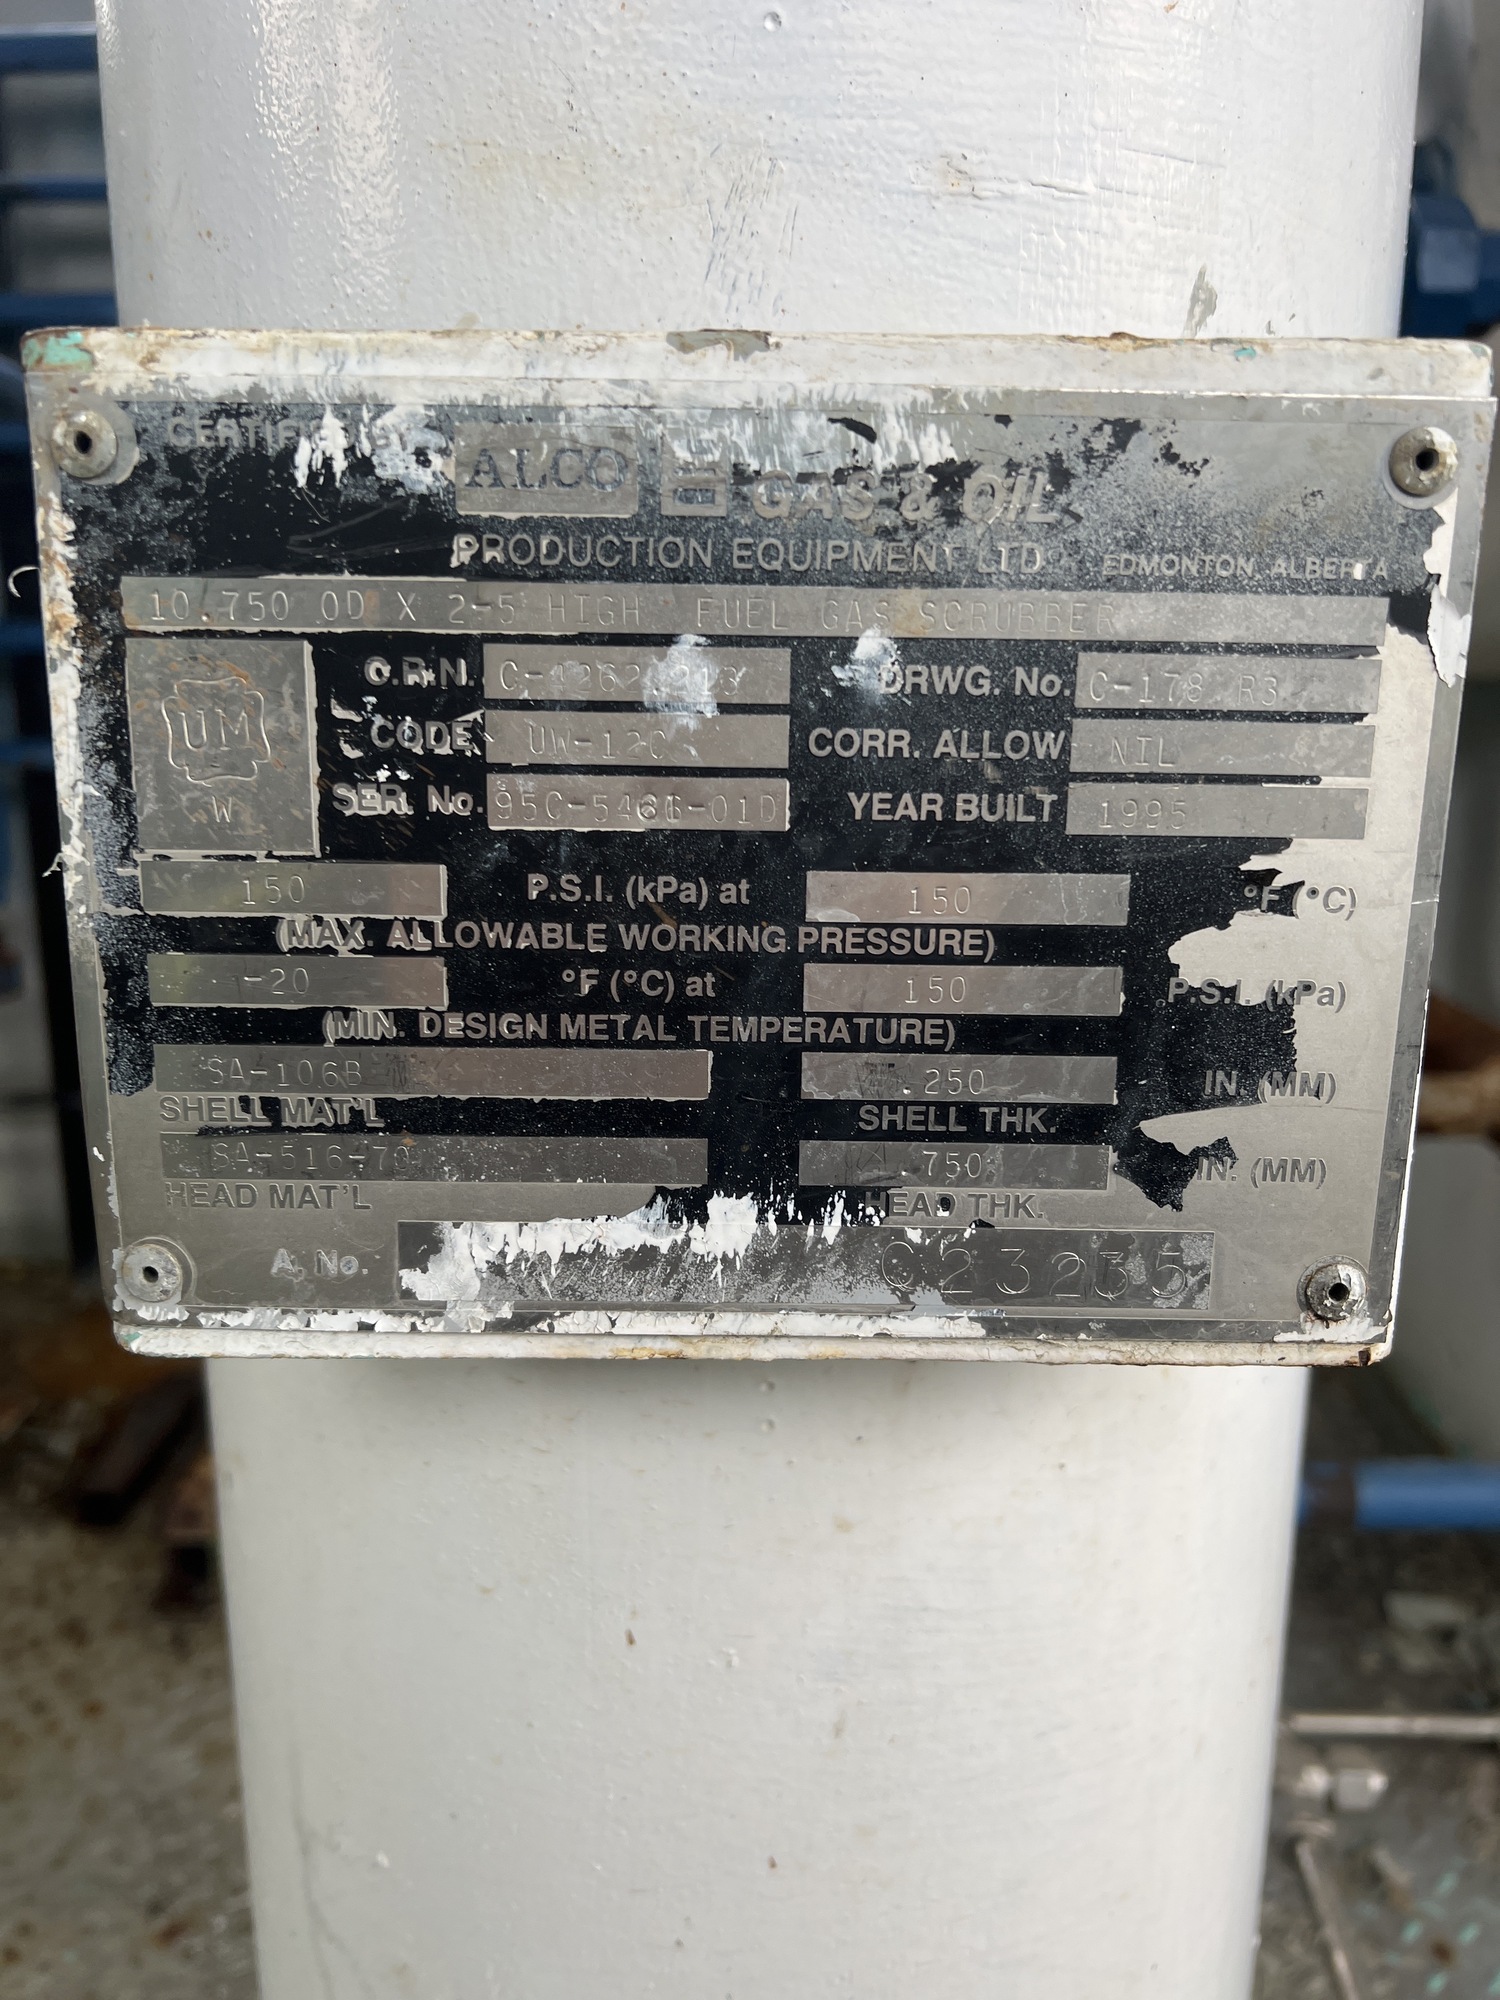 CERTIFIED BY
ALCO GAS & OIL
PRODUCTION EQUIPMENT LTD. EDMONTON, ALBERTA
10.750 OD X 2-5 HIGH FUEL GAS SCRUBBER
UM
W
C.R.N.
DRWG. No. C-178 R3
CODE UW-12C CORR. ALLOW NIL
SER. No. YEAR BUILT 1995
150 P.S.I. (kPa) at 150 °F (°C)
(MAX. ALLOWABLE WORKING PRESSURE)
-20 °F (°C) at 150 P.S.I. (kPa)
(MIN. DESIGN METAL TEMPERATURE)
SA-106B .250 IN. (MM)
SHELL MAT'L SHELL THK.
SA-516-70 .750 IN. (MM)
HEAD MAT'L HEAD THK.
A. No. C23235